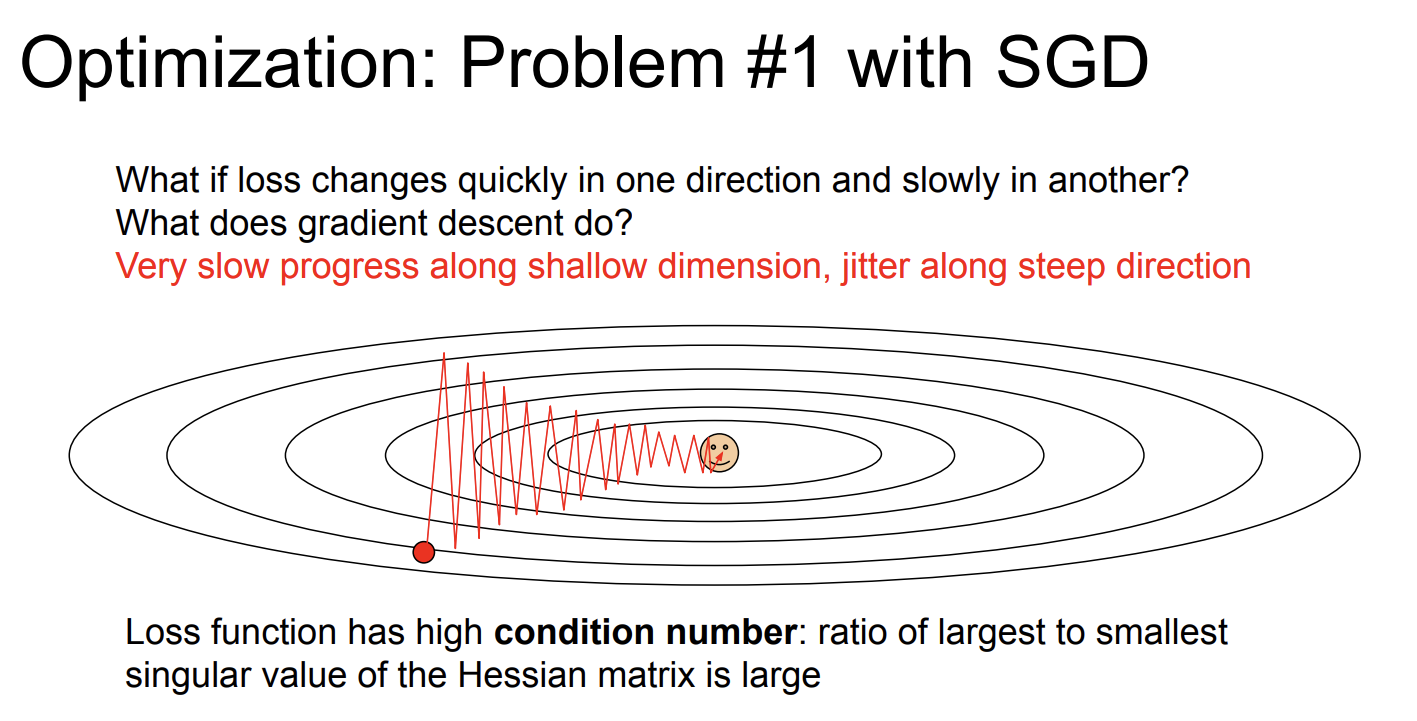 Optimization: Problem #1 with SGD
What if loss changes quickly in one direction and slowly in another?
What does gradient descent do?
Very slow progress along shallow dimension, jitter along steep direction
Loss function has high condition number: ratio of largest to smallest
singular value of the Hessian matrix is large